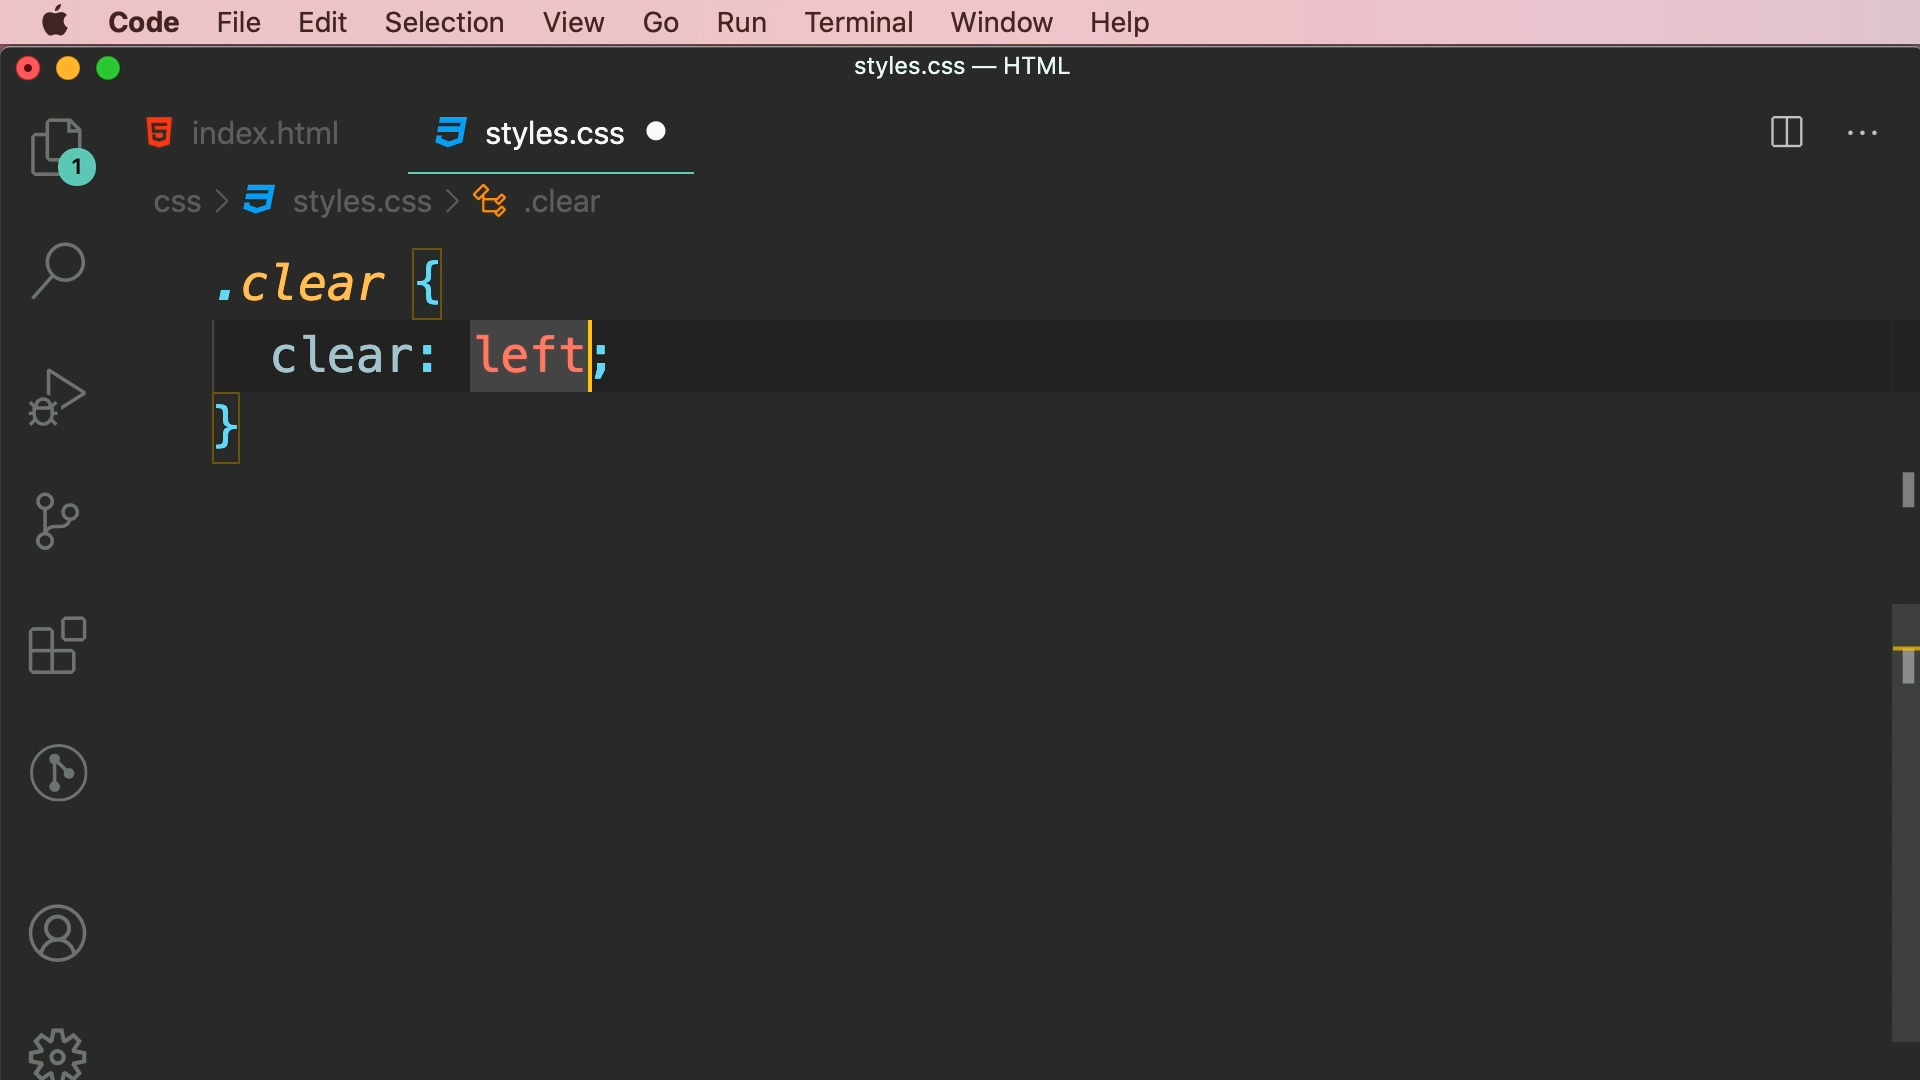 Code File Edit Selection View Go Run Terminal Window Help
styles.css — HTML
index.html styles.css
css > styles.css > .clear
1
.clear {
clear: left;
}